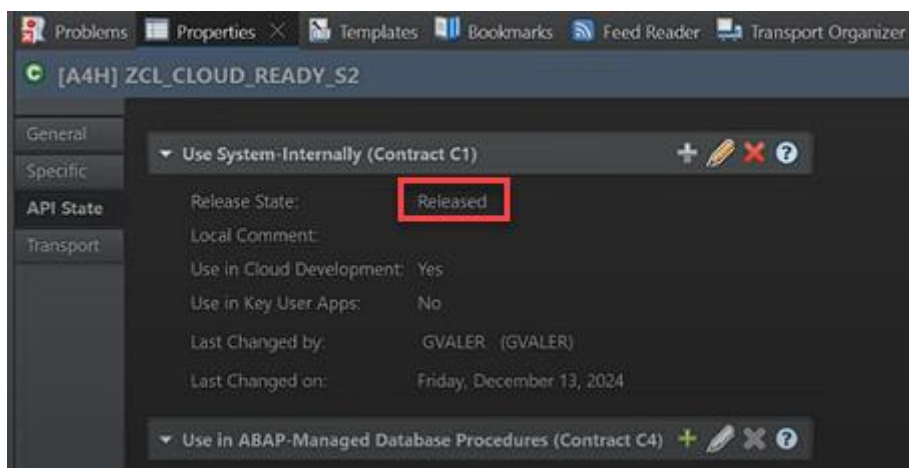 Problems Properties Templates Bookmarks Feed Reader Transport Organizer
[A4H] ZCL_CLOUD_READY_S2
General
Specific
API State
Transport
Use System-Internally (Contract C1)
Release State: Released
Local Comment:
Use in Cloud Development: Yes
Use in Key User Apps: No
Last Changed by: GVALER (GVALER)
Last Changed on: Friday, December 13, 2024
Use in ABAP-Managed Database Procedures (Contract C4)